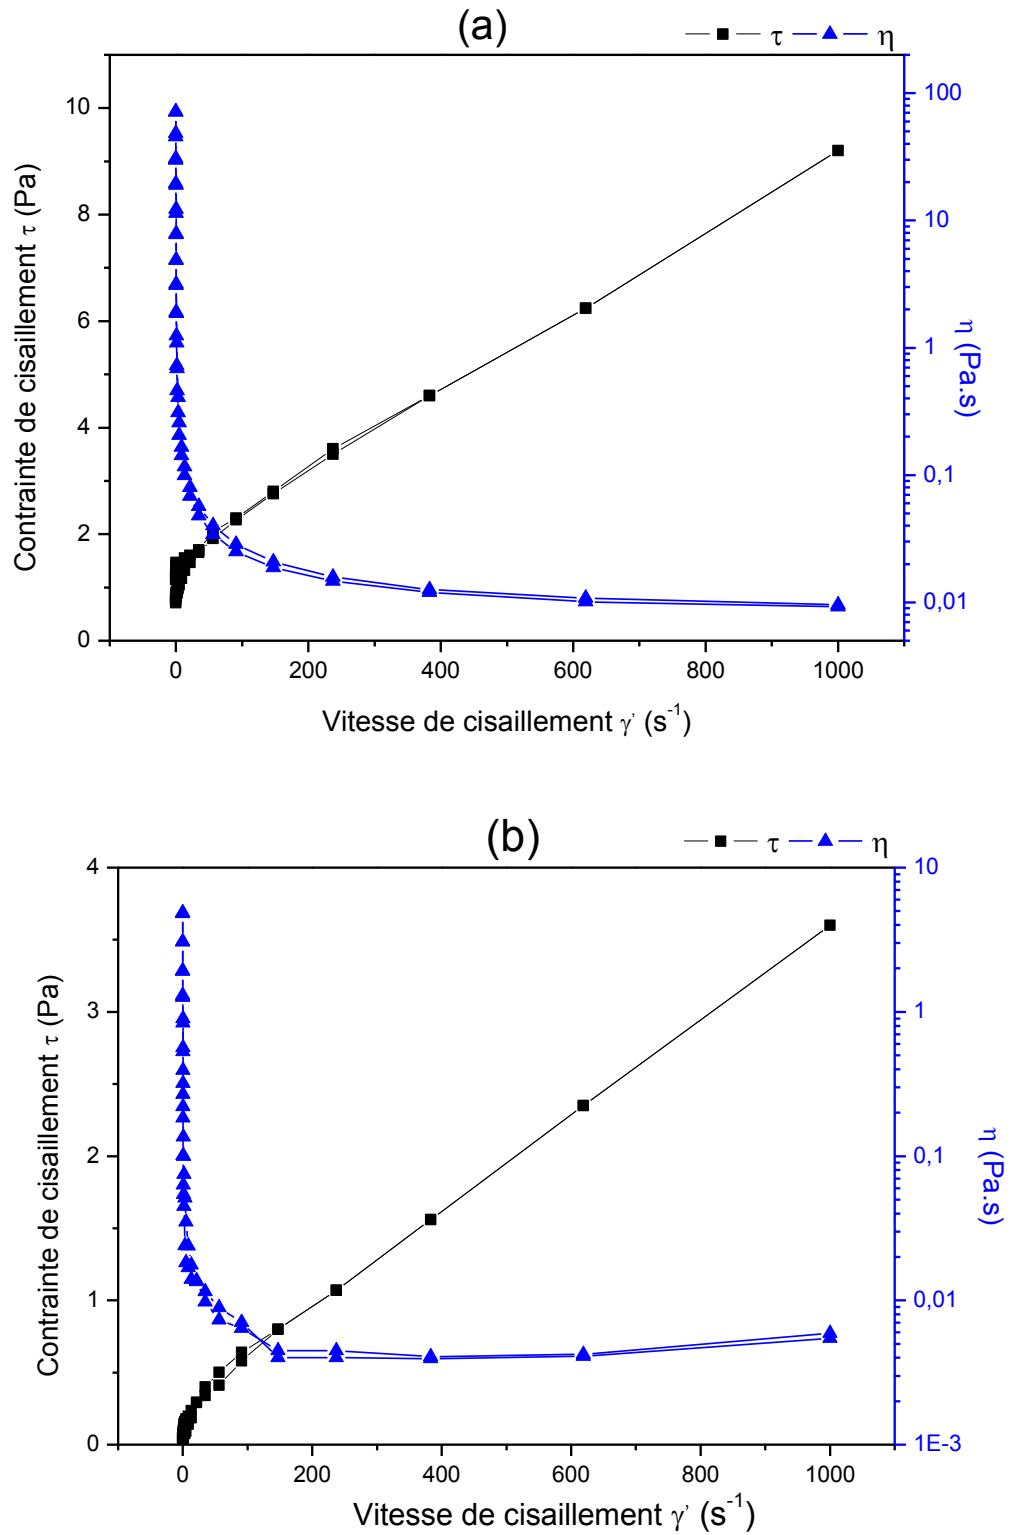 (a)
τ η
10
8
6
4
2
0
Contrainte de cisaillement τ (Pa)
100
10
1
0,1
0,01
η (Pa.s)
0 200 400 600 800 1000
Vitesse de cisaillement γ' (s⁻¹)
(b)
τ η
4
3
2
1
0
Contrainte de cisaillement τ (Pa)
10
1
0,1
0,01
1E-3
η (Pa.s)
0 200 400 600 800 1000
Vitesse de cisaillement γ' (s⁻¹)